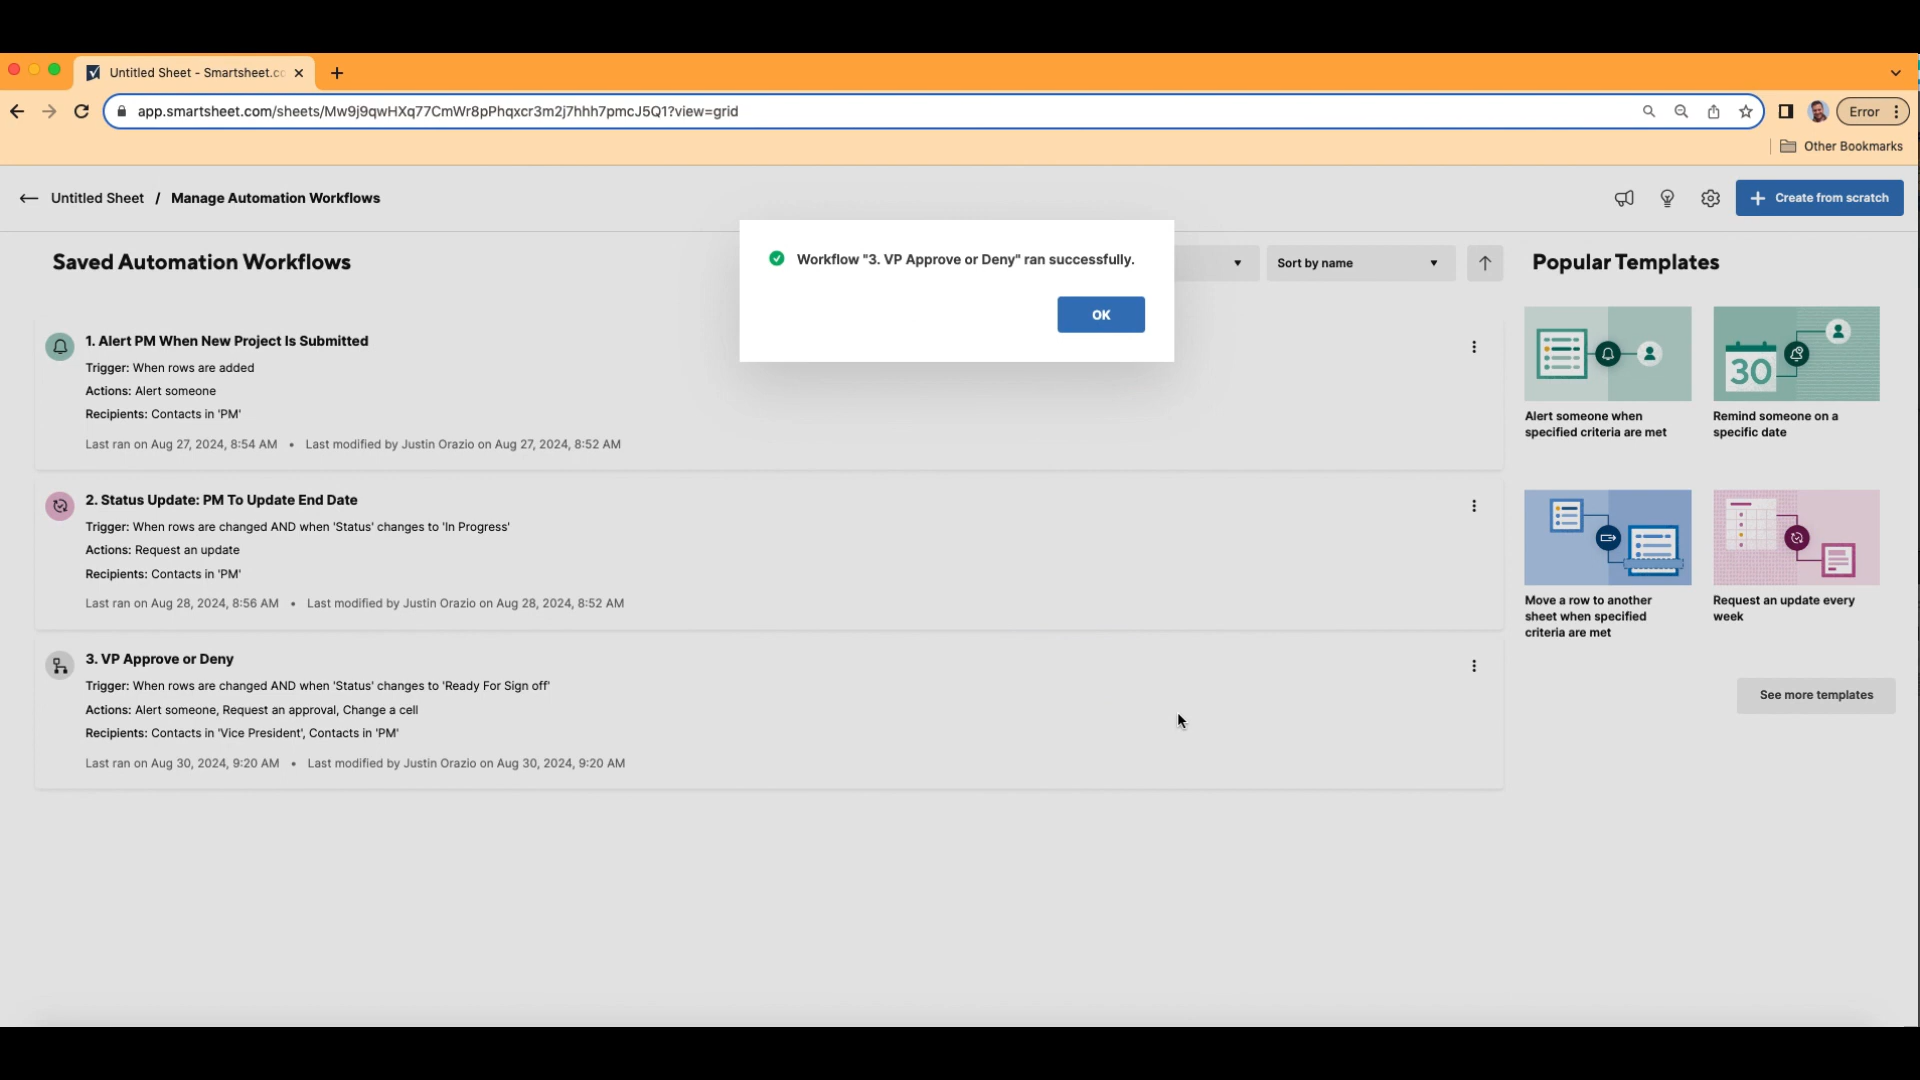 Untitled Sheet - Smartsheet.co
app.smartsheet.com/sheets/Mw9j9qwHXq77CmWr8pPhqxcr3m2j7hhh7pmcJ5Q1?view=grid
Error
Other Bookmarks
Untitled Sheet / Manage Automation Workflows
Create from scratch
Saved Automation Workflows
Workflow "3. VP Approve or Deny" ran successfully.
OK
Sort by name
Popular Templates
1. Alert PM When New Project Is Submitted
Trigger: When rows are added
Actions: Alert someone
Recipients: Contacts in 'PM'
Last ran on Aug 27, 2024, 8:54 AM • Last modified by Justin Orazio on Aug 27, 2024, 8:52 AM
2. Status Update: PM To Update End Date
Trigger: When rows are changed AND when 'Status' changes to 'In Progress'
Actions: Request an update
Recipients: Contacts in 'PM'
Last ran on Aug 28, 2024, 8:56 AM • Last modified by Justin Orazio on Aug 28, 2024, 8:52 AM
3. VP Approve or Deny
Trigger: When rows are changed AND when 'Status' changes to 'Ready For Sign off'
Actions: Alert someone, Request an approval, Change a cell
Recipients: Contacts in 'Vice President', Contacts in 'PM'
Last ran on Aug 30, 2024, 9:20 AM • Last modified by Justin Orazio on Aug 30, 2024, 9:20 AM
30
Alert someone when
specified criteria are met
Remind someone on a
specific date
Move a row to another
sheet when specified
criteria are met
Request an update every
week
See more templates